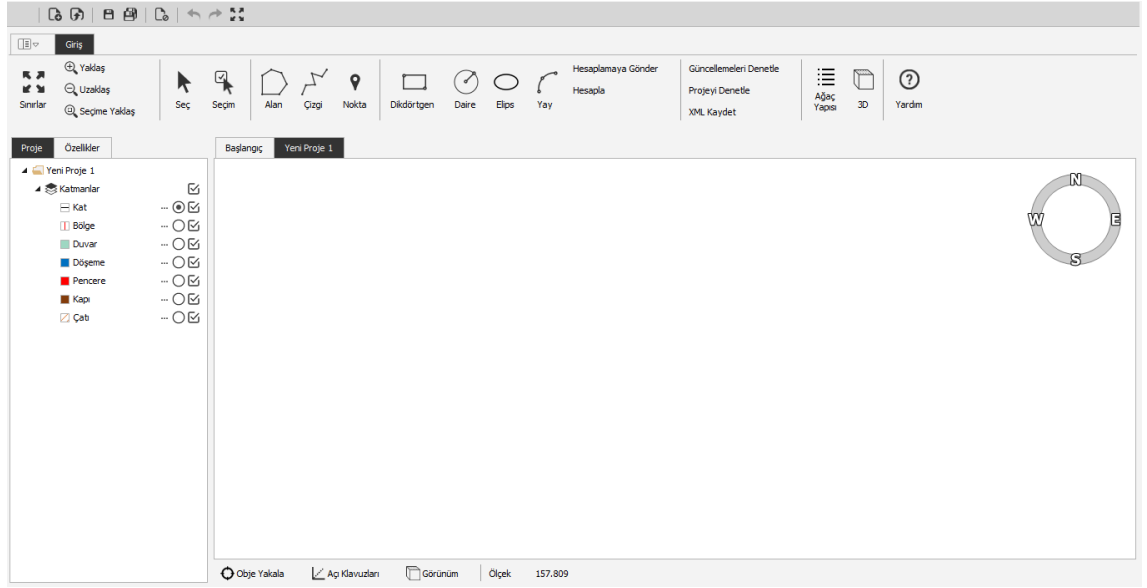 Giriş
Sınırlar
Yaklaş
Uzaklaş
Seçime Yaklaş
Seç
Seçim
Alan
Çizgi
Nokta
Dikdörtgen
Daire
Elips
Yay
Hesaplamaya Gönder
Hesapla
Güncellemeleri Denetle
Projeyi Denetle
XML Kaydet
Ağaç
Yapısı
3D
Yardım
Proje Özellikler
Başlangıç Yeni Proje 1
Yeni Proje 1
Katmanlar
Kat ...
Bölge ...
Duvar ...
Döşeme ...
Pencere ...
Kapı ...
Çatı ...
N
W E
S
Obje Yakala Açı Klavuzları Görünüm Ölçek 157.809